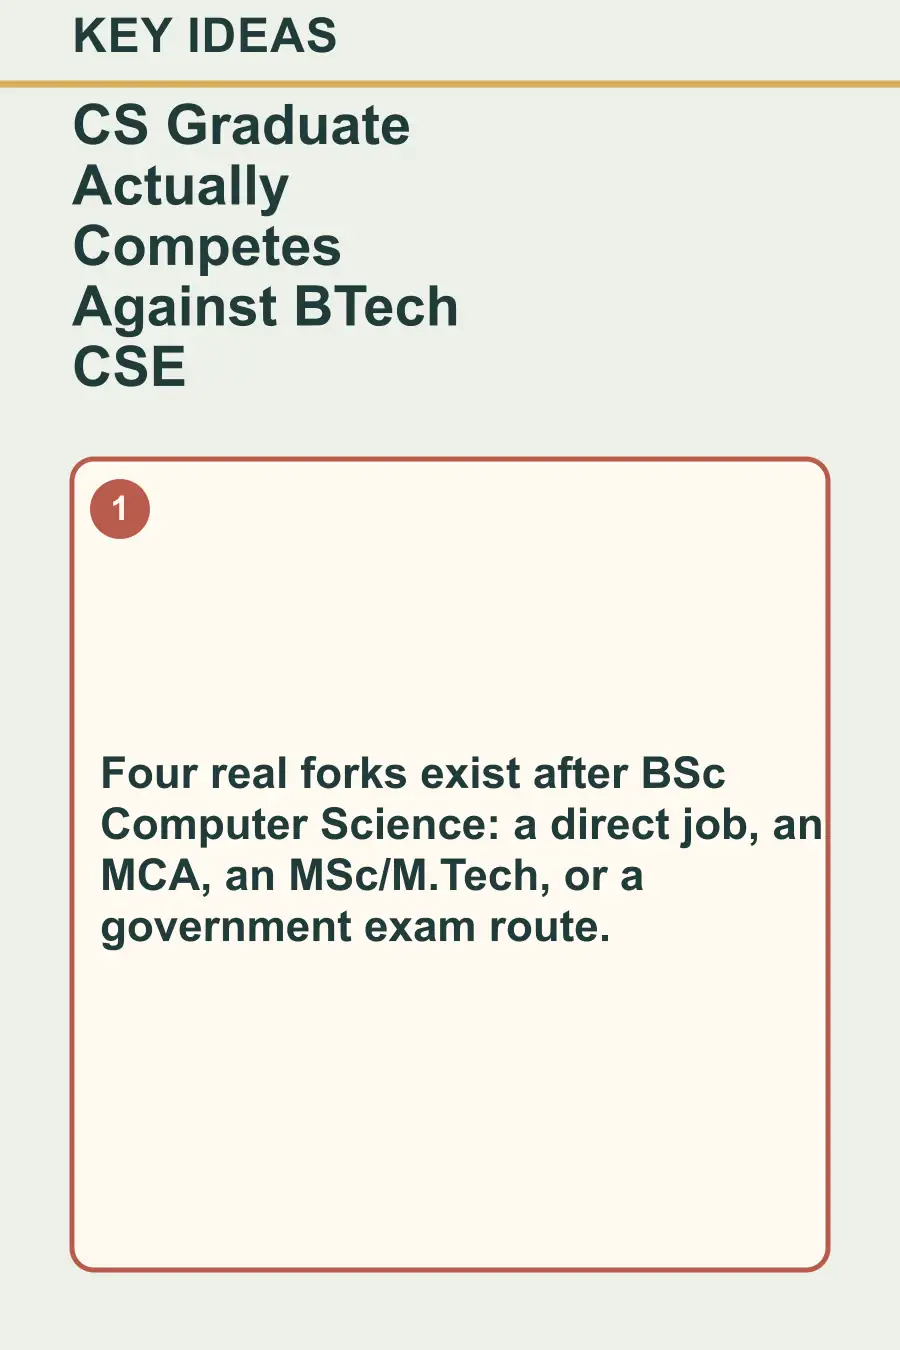 KEY IDEAS
CS Graduate
Actually
Competes
Against BTech
CSE
1
Four real forks exist after BSc
Computer Science: a direct job, an
MCA, an MSc/M.Tech, or a
government exam route.